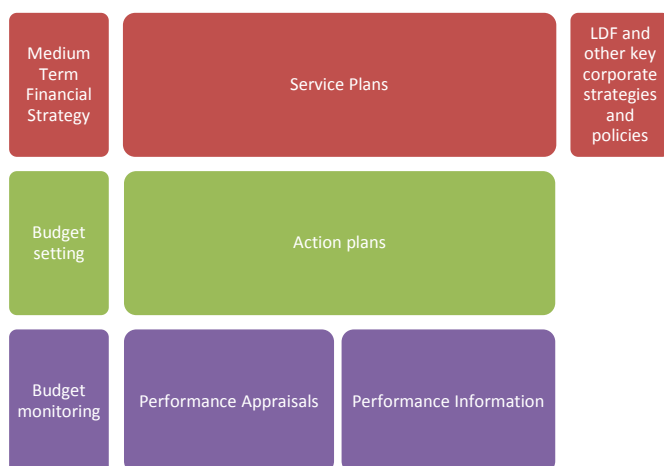 Medium
Term
Financial
Strategy
Service Plans
LDF and
other key
corporate
strategies
and
policies
Budget
setting
Action plans
Budget
monitoring
Performance Appraisals
Performance Information